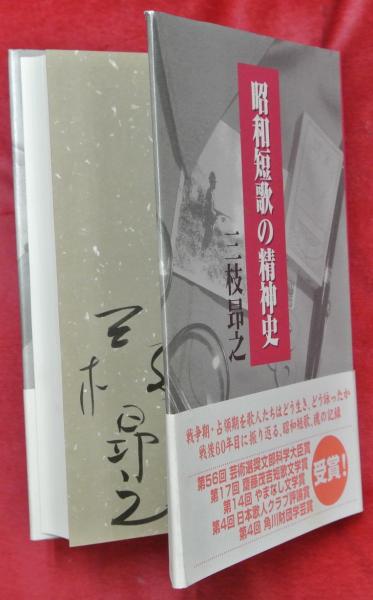 昭和短歌の精神史
三枝昻之
戦争期・占領期を歌人たちはどう生き、どう詠ったか
戦後60年目に振り返る、昭和短歌、魂の記録
第56回 芸術選奨文部科学大臣賞
第17回 齋藤茂吉短歌文学賞
第14回 やまなし文学賞
第4回 日本歌人クラブ評論賞
第4回 角川財団学芸賞
受賞!
三枝
昻之